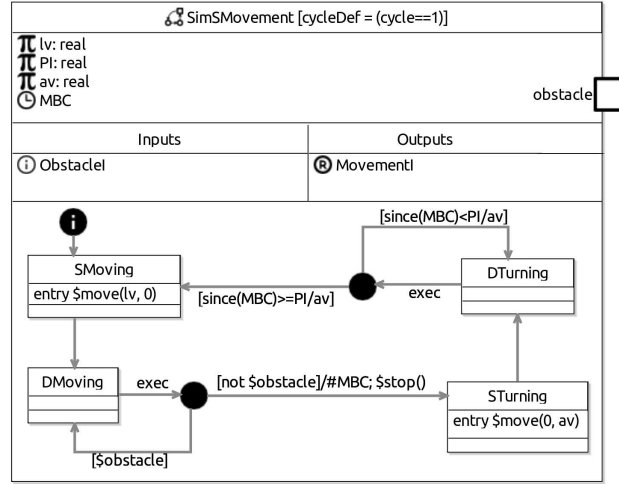 SimSMovement [cycleDef = (cycle==1)]
π lv: real
π PI: real
π av: real
MBC
obstacle
Inputs
Outputs
i ObstacleI
R MovementI
i
[since(MBC)<PI/av]
SMoving
entry $move(lv, 0)
DTurning
[since(MBC)>=PI/av]
exec
DMoving
exec
[not $obstacle]/#MBC; $stop()
STurning
entry $move(0, av)
[$obstacle]